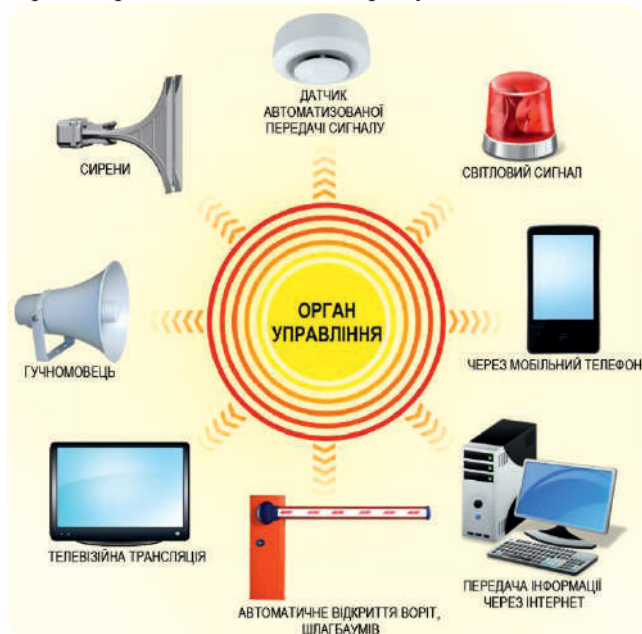 ДАТЧИК
АВТОМАТИЗОВАНОЇ
ПЕРЕДАЧІ СИГНАЛУ
СИРЕНИ
СВІТЛОВИЙ СИГНАЛ
ОРГАН
УПРАВЛІННЯ
ГУЧНОМОВЕЦЬ
ЧЕРЕЗ МОБІЛЬНИЙ ТЕЛЕФОН
ТЕЛЕВІЗІЙНА ТРАНСЛЯЦІЯ
АВТОМАТИЧНЕ ВІДКРИТТЯ ВОРІТ,
ШЛАГБАУМІВ
ПЕРЕДАЧА ІНФОРМАЦІЇ
ЧЕРЕЗ ІНТЕРНЕТ